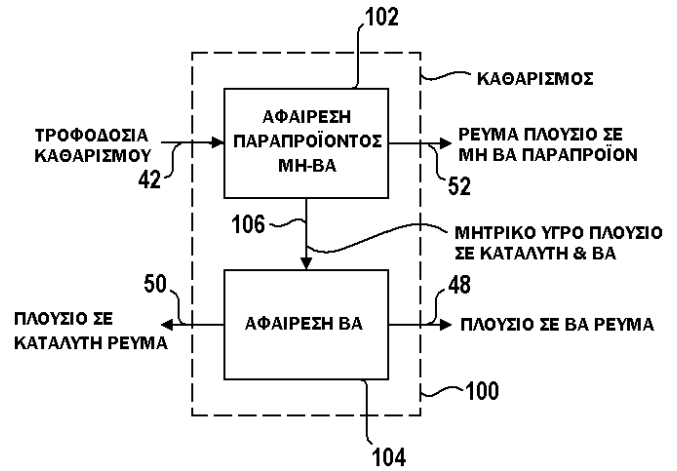 102
ΚΑΘΑΡΙΣΜΟΣ
ΤΡΟΦΟΔΟΣΙΑ
ΚΑΘΑΡΙΣΜΟΥ
42
ΑΦΑΙΡΕΣΗ
ΠΑΡΑΠΡΟΪΟΝΤΟΣ
ΜΗ-ΒΑ
ΡΕΥΜΑ ΠΛΟΥΣΙΟ ΣΕ
ΜΗ ΒΑ ΠΑΡΑΠΡΟΪΟΝ
52
106
ΜΗΤΡΙΚΟ ΥΓΡΟ ΠΛΟΥΣΙΟ
ΣΕ ΚΑΤΑΛΥΤΗ & ΒΑ
50
48
ΠΛΟΥΣΙΟ ΣΕ
ΚΑΤΑΛΥΤΗ ΡΕΥΜΑ
ΑΦΑΙΡΕΣΗ ΒΑ
ΠΛΟΥΣΙΟ ΣΕ ΒΑ ΡΕΥΜΑ
100
104